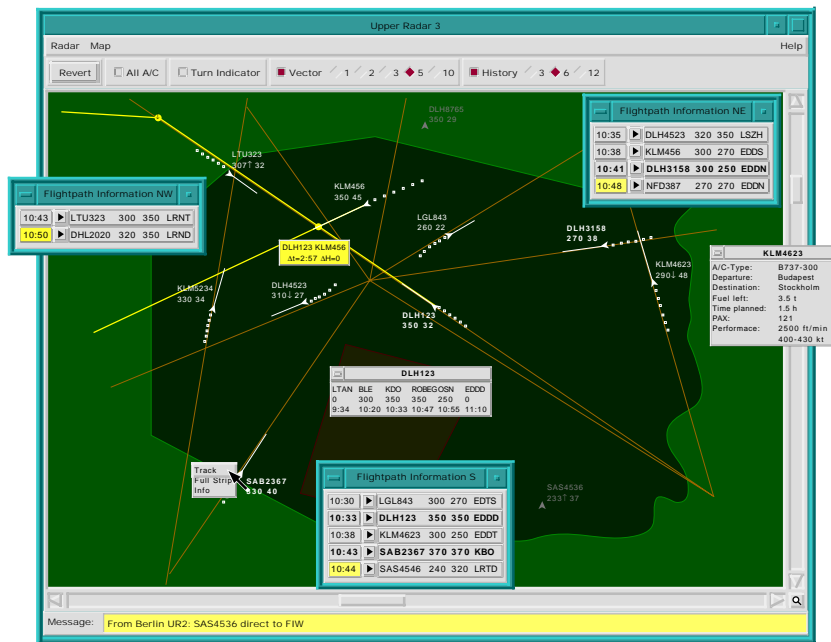 Upper Radar 3
Radar Map Help
Revert All A/C Turn Indicator Vector 1 2 3 5 10 History 3 6 12
DLH8765
350 29
Flightpath Information NE
10:35 DLH4523 320 350 LSZH
10:38 KLM456 300 250 EDDS
10:41 DLH3158 300 250 EDDN
10:48 NFD387 270 270 EDDN
LTU323
307↑ 32
Flightpath Information NW
10:43 LTU323 300 350 LRNT
10:50 DHL2020 320 350 LRND
KLM456
350 45
LGL843
260 22
DLH3158
270 38
DLH123 KLM456
Δt=2:57 ΔH=0
KLM4623
290↓ 48
KLM4623
A/C-Type: B737-300
Departure: Budapest
Destination: Stockholm
Fuel left: 3.5 t
Time planned: 1.5 h
PAX: 121
Performace: 2500 ft/min
400-430 kt
KLM5234
330 34
DLH4523
310↓ 27
DLH123
350 32
DLH123
LTAN BLE KDO ROBEG OSN EDDD
0 300 350 350 250 0
9:34 10:20 10:33 10:47 10:55 11:10
Track
Full Strip
Info
SAB2367
330 40
Flightpath Information S
10:30 LGL843 300 270 EDTS
10:33 DLH123 350 350 EDDD
10:38 KLM4623 300 250 EDDT
10:43 SAB2367 370 370 KBO
10:44 SAS4546 240 320 LRTD
SAS4536
233↑ 37
Message: From Berlin UR2: SAS4536 direct to FIW